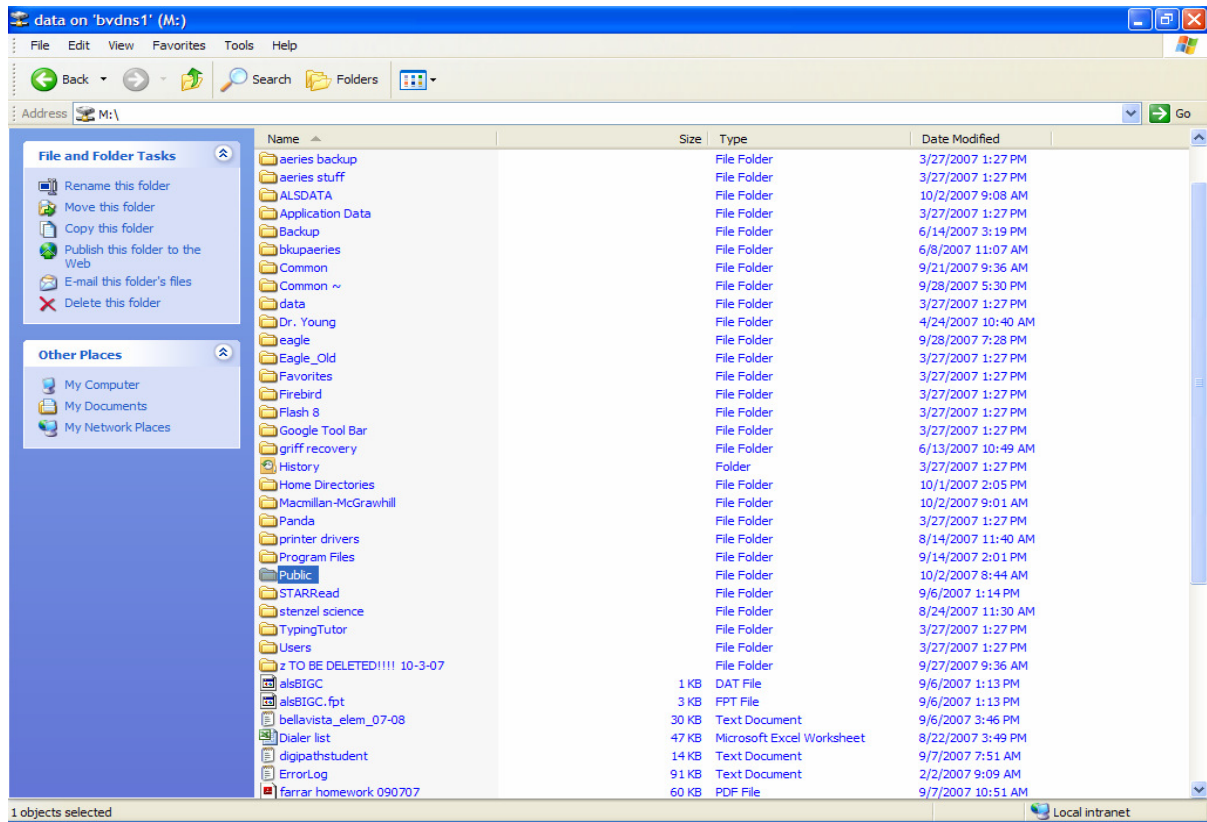 data on 'bvdns1' (M:)
File Edit View Favorites Tools Help
Back Search Folders
Address M:\ Go
File and Folder Tasks
Rename this folder
Move this folder
Copy this folder
Publish this folder to the
Web
E-mail this folder's files
Delete this folder
Other Places
My Computer
My Documents
My Network Places
Name Size Type Date Modified
aeries backup File Folder 3/27/2007 1:27 PM
aeries stuff File Folder 3/27/2007 1:27 PM
ALSDATA File Folder 10/2/2007 9:08 AM
Application Data File Folder 3/27/2007 1:27 PM
Backup File Folder 6/14/2007 3:19 PM
bkupaeries File Folder 6/8/2007 11:07 AM
Common File Folder 9/21/2007 9:36 AM
Common ~ File Folder 9/28/2007 5:30 PM
data File Folder 3/27/2007 1:27 PM
Dr. Young File Folder 4/24/2007 10:40 AM
eagle File Folder 9/28/2007 7:28 PM
Eagle_Old File Folder 3/27/2007 1:27 PM
Favorites File Folder 3/27/2007 1:27 PM
Firebird File Folder 3/27/2007 1:27 PM
Flash 8 File Folder 3/27/2007 1:27 PM
Google Tool Bar File Folder 3/27/2007 1:27 PM
griff recovery File Folder 6/13/2007 10:49 AM
History Folder 3/27/2007 1:27 PM
Home Directories File Folder 10/1/2007 2:05 PM
Macmillan-McGrawhill File Folder 10/2/2007 9:01 AM
Panda File Folder 3/27/2007 1:27 PM
printer drivers File Folder 8/14/2007 11:40 AM
Program Files File Folder 9/14/2007 2:01 PM
Public File Folder 10/2/2007 8:44 AM
STARRead File Folder 9/6/2007 1:14 PM
stenzel science File Folder 8/24/2007 11:30 AM
TypingTutor File Folder 3/27/2007 1:27 PM
Users File Folder 3/27/2007 1:27 PM
z TO BE DELETED!!!! 10-3-07 File Folder 9/27/2007 9:36 AM
alsBIGC 1 KB DAT File 9/6/2007 1:13 PM
alsBIGC.fpt 3 KB FPT File 9/6/2007 1:13 PM
bellavista_elem_07-08 30 KB Text Document 9/6/2007 3:46 PM
Dialer list 47 KB Microsoft Excel Worksheet 8/22/2007 3:49 PM
digipathstudent 14 KB Text Document 9/7/2007 7:51 AM
ErrorLog 91 KB Text Document 2/2/2007 9:09 AM
farrar homework 090707 60 KB PDF File 9/7/2007 10:51 AM
1 objects selected Local intranet